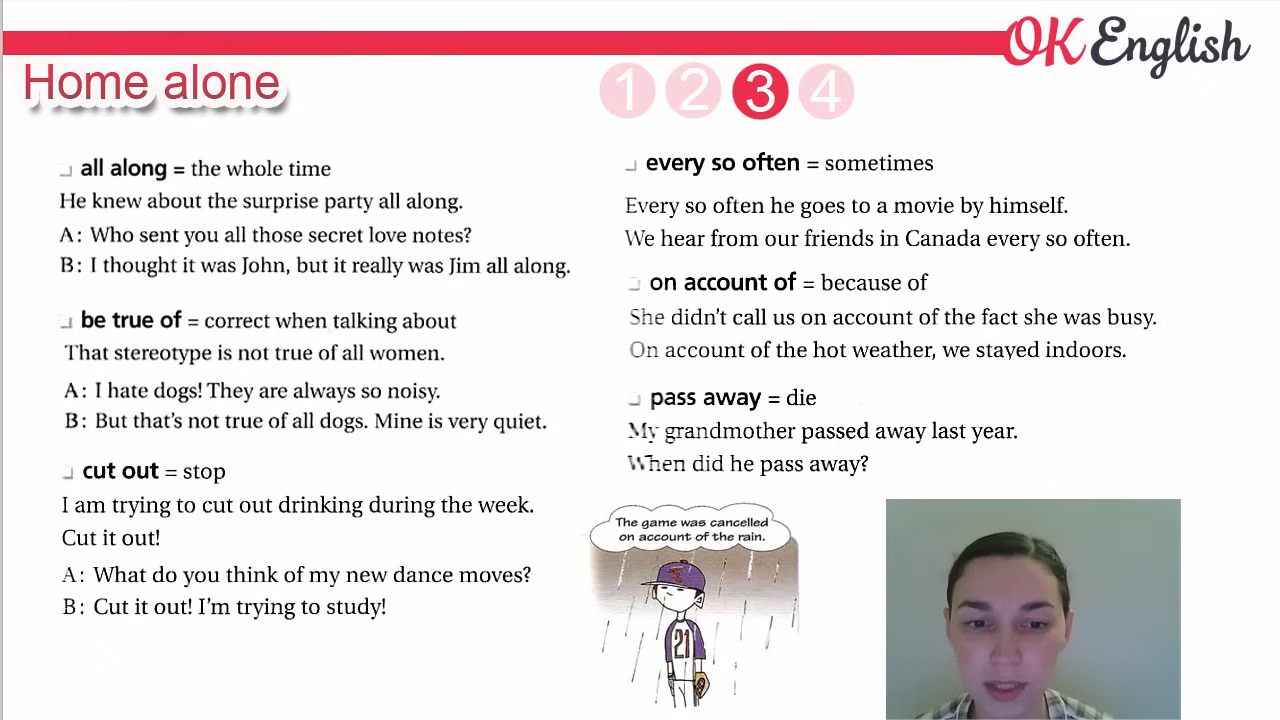 OK English
Home alone
1 2 3 4
all along = the whole time
He knew about the surprise party all along.
A: Who sent you all those secret love notes?
B: I thought it was John, but it really was Jim all along.
be true of = correct when talking about
That stereotype is not true of all women.
A: I hate dogs! They are always so noisy.
B: But that's not true of all dogs. Mine is very quiet.
cut out = stop
I am trying to cut out drinking during the week.
Cut it out!
A: What do you think of my new dance moves?
B: Cut it out! I'm trying to study!
every so often = sometimes
Every so often he goes to a movie by himself.
We hear from our friends in Canada every so often.
on account of = because of
She didn't call us on account of the fact she was busy.
On account of the hot weather, we stayed indoors.
pass away = die
My grandmother passed away last year.
When did he pass away?
The game was cancelled
on account of the rain.
21